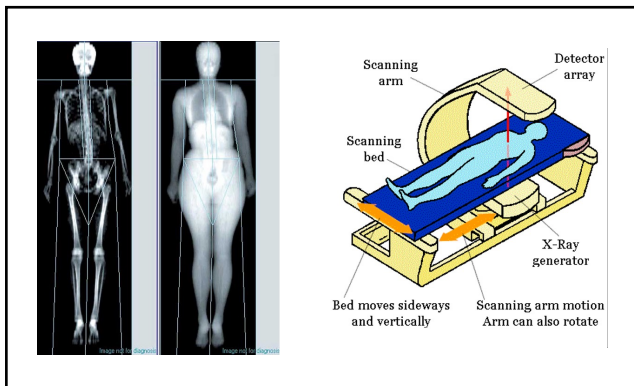 Scanning
arm
Detector
array
Scanning
bed
X-Ray
generator
Bed moves sideways
and vertically
Scanning arm motion
Arm can also rotate
Image not for diagnosis
Image not for diagnosis